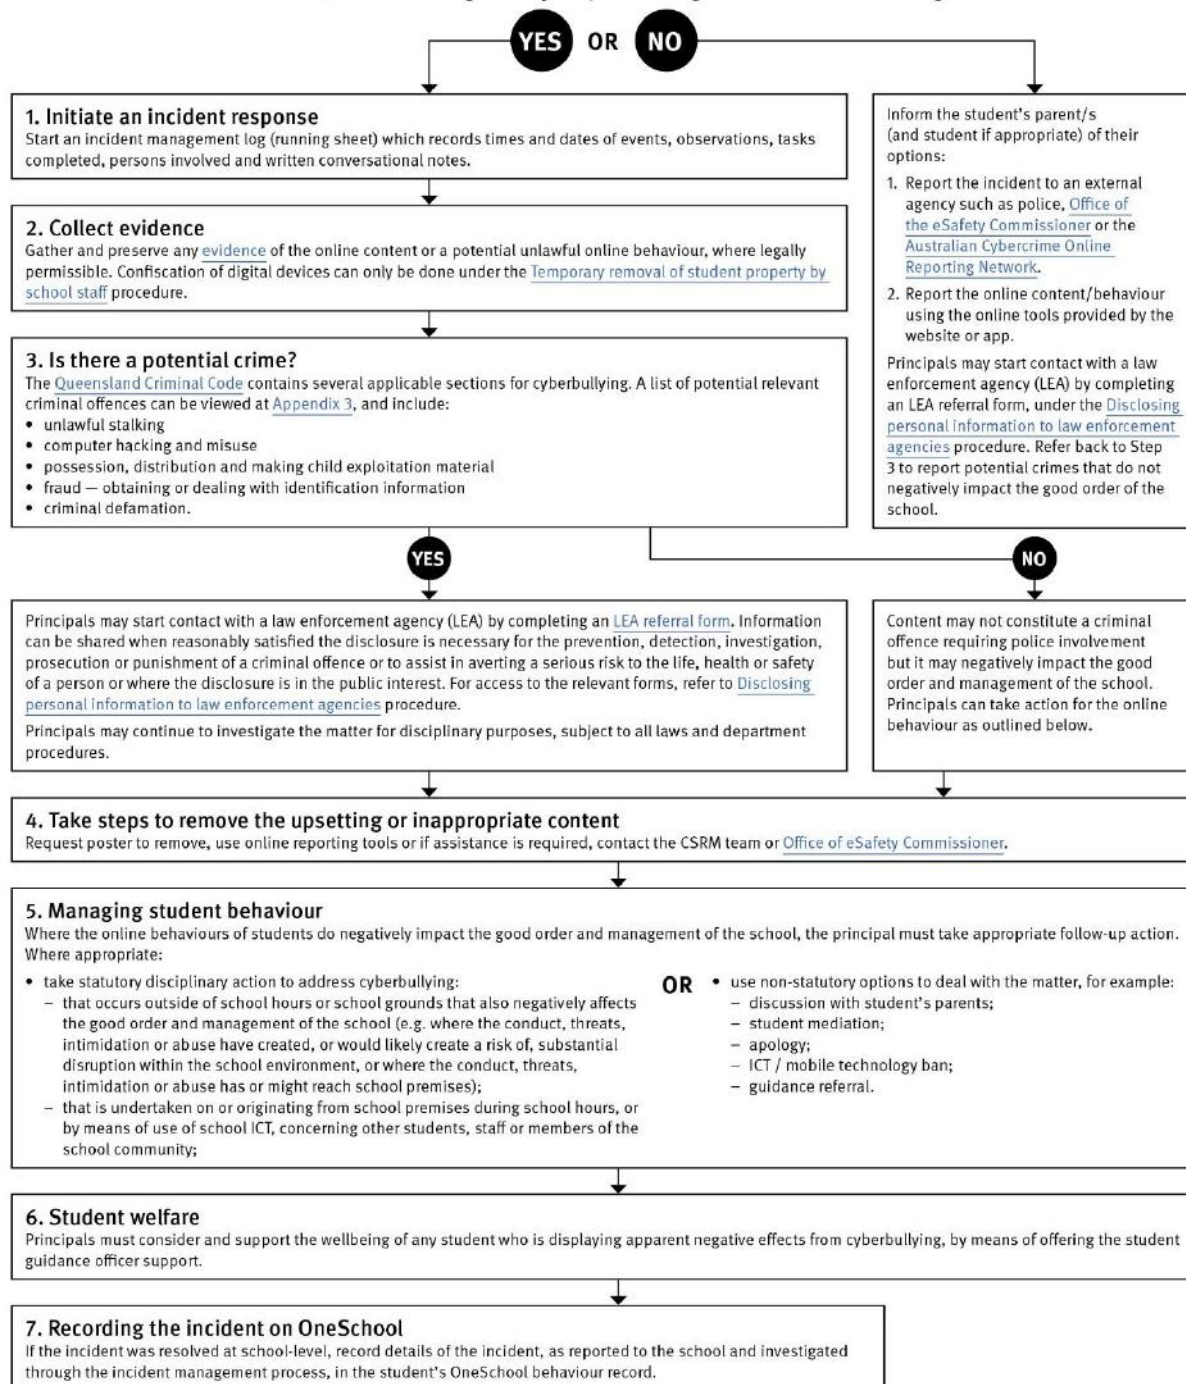 YES OR NO
1. Initiate an incident response
Start an incident management log (running sheet) which records times and dates of events, observations, tasks
completed, persons involved and written conversational notes.
2. Collect evidence
Gather and preserve any evidence of the online content or a potential unlawful online behaviour, where legally
permissible. Confiscation of digital devices can only be done under the Temporary removal of student property by
school staff procedure.
3. Is there a potential crime?
The Queensland Criminal Code contains several applicable sections for cyberbullying. A list of potential relevant
criminal offences can be viewed at Appendix 3, and include:
• unlawful stalking
• computer hacking and misuse
• possession, distribution and making child exploitation material
• fraud — obtaining or dealing with identification information
• criminal defamation.
Inform the student's parent/s
(and student if appropriate) of their
options:
1. Report the incident to an external
agency such as police, Office of
the eSafety Commissioner or the
Australian Cybercrime Online
Reporting Network.
2. Report the online content/behaviour
using the online tools provided by the
website or app.
Principals may start contact with a law
enforcement agency (LEA) by completing
an LEA referral form, under the Disclosing
personal information to law enforcement
agencies procedure. Refer back to Step
3 to report potential crimes that do not
negatively impact the good order of the
school.
YES
NO
Principals may start contact with a law enforcement agency (LEA) by completing an LEA referral form. Information
can be shared when reasonably satisfied the disclosure is necessary for the prevention, detection, investigation,
prosecution or punishment of a criminal offence or to assist in averting a serious risk to the life, health or safety
of a person or where the disclosure is in the public interest. For access to the relevant forms, refer to Disclosing
personal information to law enforcement agencies procedure.
Principals may continue to investigate the matter for disciplinary purposes, subject to all laws and department
procedures.
Content may not constitute a criminal
offence requiring police involvement
but it may negatively impact the good
order and management of the school.
Principals can take action for the online
behaviour as outlined below.
4. Take steps to remove the upsetting or inappropriate content
Request poster to remove, use online reporting tools or if assistance is required, contact the CSRM team or Office of eSafety Commissioner.
5. Managing student behaviour
Where the online behaviours of students do negatively impact the good order and management of the school, the principal must take appropriate follow-up action.
Where appropriate:
• take statutory disciplinary action to address cyberbullying:
– that occurs outside of school hours or school grounds that also negatively affects
the good order and management of the school (e.g. where the conduct, threats,
intimidation or abuse have created, or would likely create a risk of, substantial
disruption within the school environment, or where the conduct, threats,
intimidation or abuse has or might reach school premises);
– that is undertaken on or originating from school premises during school hours, or
by means of use of school ICT, concerning other students, staff or members of the
school community;
OR
• use non-statutory options to deal with the matter, for example:
– discussion with student's parents;
– student mediation;
– apology;
– ICT / mobile technology ban;
– guidance referral.
6. Student welfare
Principals must consider and support the wellbeing of any student who is displaying apparent negative effects from cyberbullying, by means of offering the student
guidance officer support.
7. Recording the incident on OneSchool
If the incident was resolved at school-level, record details of the incident, as reported to the school and investigated
through the incident management process, in the student's OneSchool behaviour record.